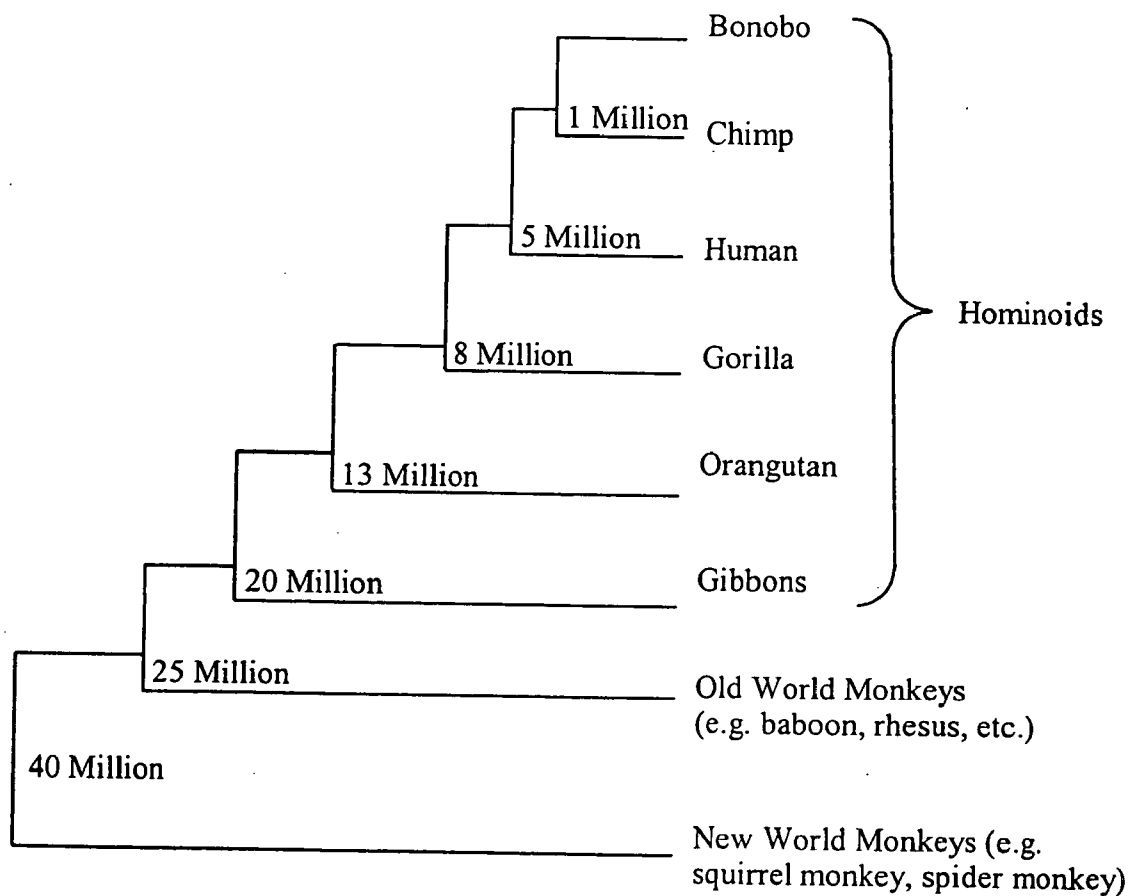 Bonobo
1 Million
Chimp
5 Million
Human
Hominoids
8 Million
Gorilla
13 Million
Orangutan
20 Million
Gibbons
25 Million
Old World Monkeys
(e.g. baboon, rhesus, etc.)
40 Million
New World Monkeys (e.g.
squirrel monkey, spider monkey)